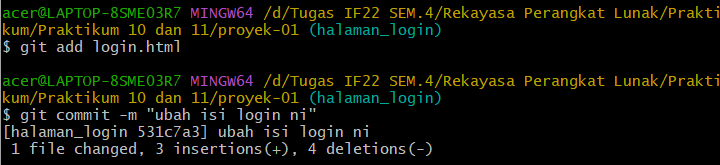 acer@LAPTOP-8SME03R7 MINGW64 /d/Tugas IF22 SEM.4/Rekayasa Perangkat Lunak/Prakti
kum/Praktikum 10 dan 11/proyek-01 (halaman_login)
$ git add login.html
acer@LAPTOP-8SME03R7 MINGW64 /d/Tugas IF22 SEM.4/Rekayasa Perangkat Lunak/Prakti
kum/Praktikum 10 dan 11/proyek-01 (halaman_login)
$ git commit -m "ubah isi login ni"
[halaman_login 531c7a3] ubah isi login ni
 1 file changed, 3 insertions(+), 4 deletions(-)